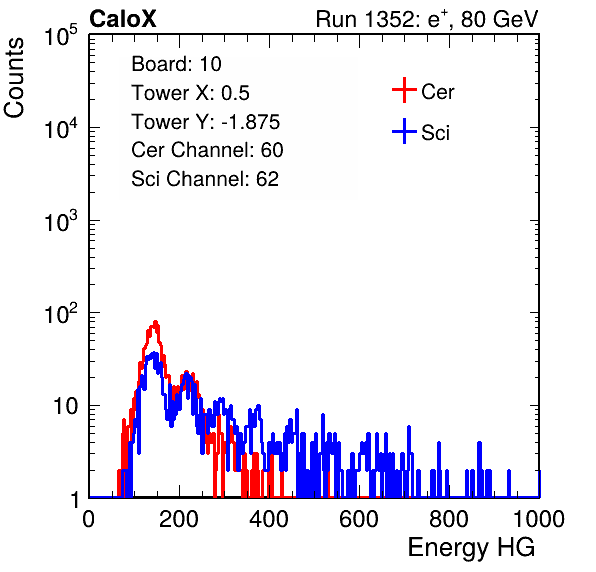 CaloX Run 1352: e⁺, 80 GeV
Counts
Board: 10
Tower X: 0.5
Tower Y: -1.875
Cer Channel: 60
Sci Channel: 62
Cer
Sci
10⁵
10⁴
10³
10²
10
1
0 200 400 600 800 1000
Energy HG